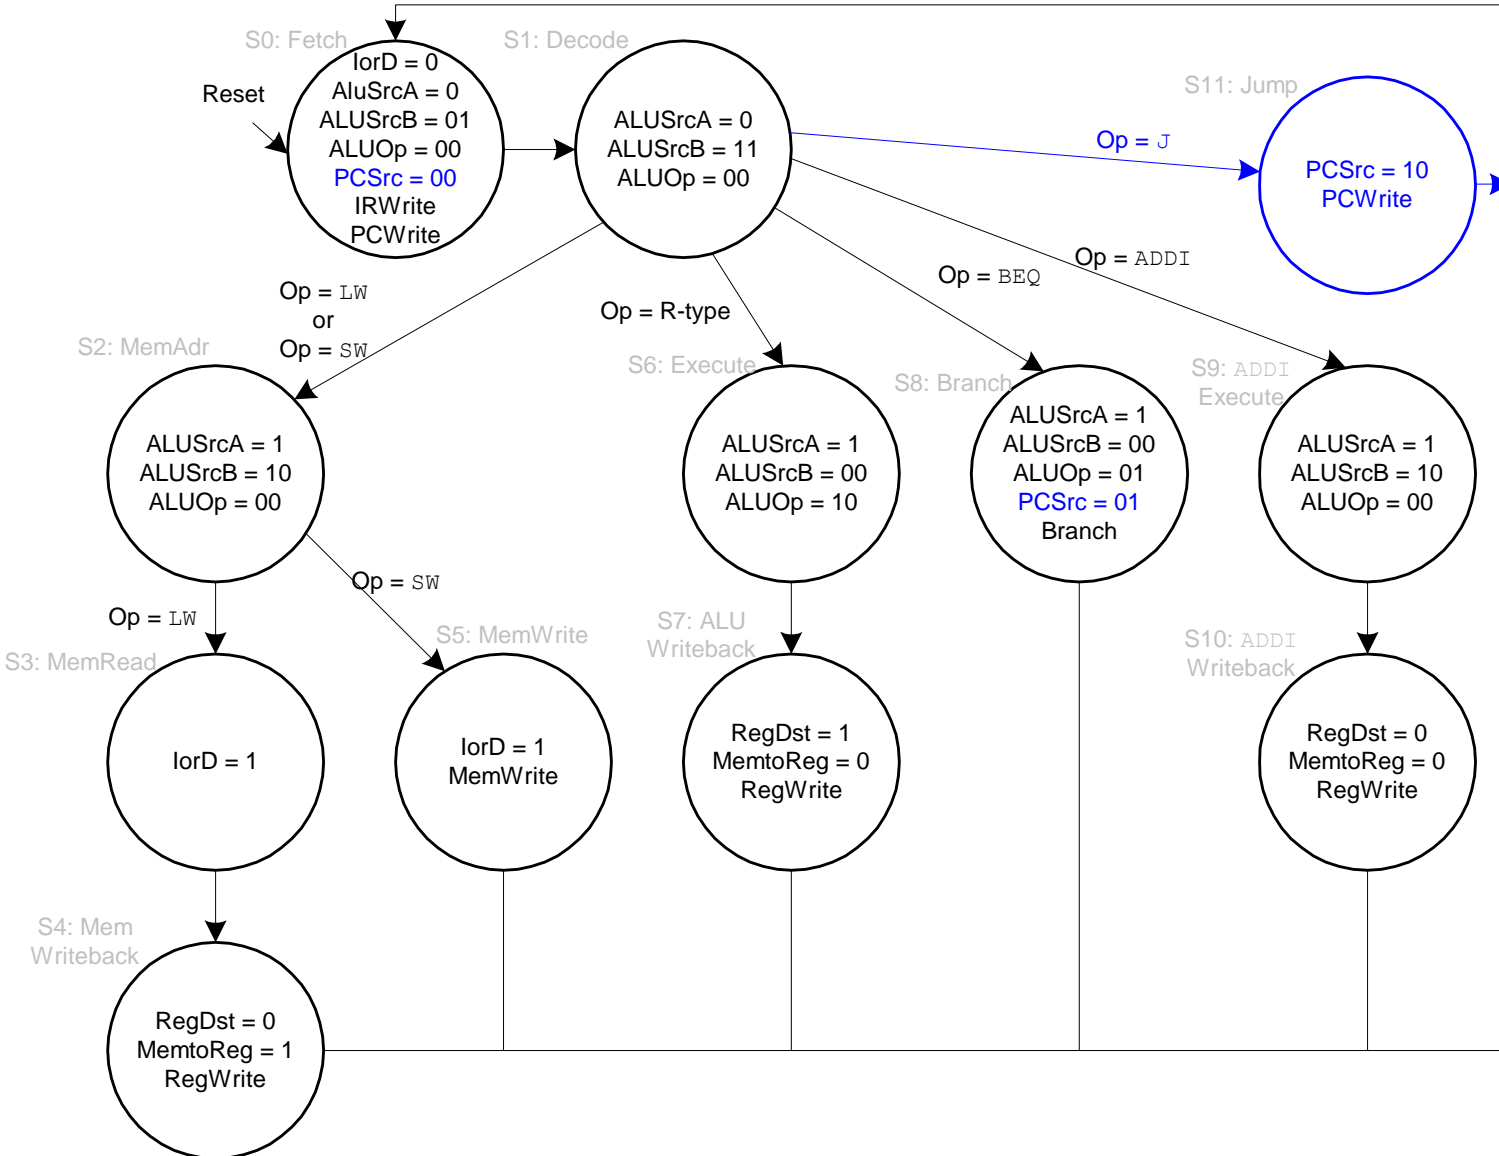 S0: Fetch
IorD = 0
AluSrcA = 0
ALUSrcB = 01
ALUOp = 00
PCSrc = 00
IRWrite
PCWrite
Reset
S1: Decode
ALUSrcA = 0
ALUSrcB = 11
ALUOp = 00
S11: Jump
Op = J
PCSrc = 10
PCWrite
Op = LW
or
Op = SW
Op = R-type
Op = BEQ
Op = ADDI
S2: MemAdr
ALUSrcA = 1
ALUSrcB = 10
ALUOp = 00
S6: Execute
ALUSrcA = 1
ALUSrcB = 00
ALUOp = 10
S8: Branch
ALUSrcA = 1
ALUSrcB = 00
ALUOp = 01
PCSrc = 01
Branch
S9: ADDI
Execute
ALUSrcA = 1
ALUSrcB = 10
ALUOp = 00
Op = LW
Op = SW
S3: MemRead
IorD = 1
S5: MemWrite
IorD = 1
MemWrite
S7: ALU
Writeback
RegDst = 1
MemtoReg = 0
RegWrite
S10: ADDI
Writeback
RegDst = 0
MemtoReg = 0
RegWrite
S4: Mem
Writeback
RegDst = 0
MemtoReg = 1
RegWrite